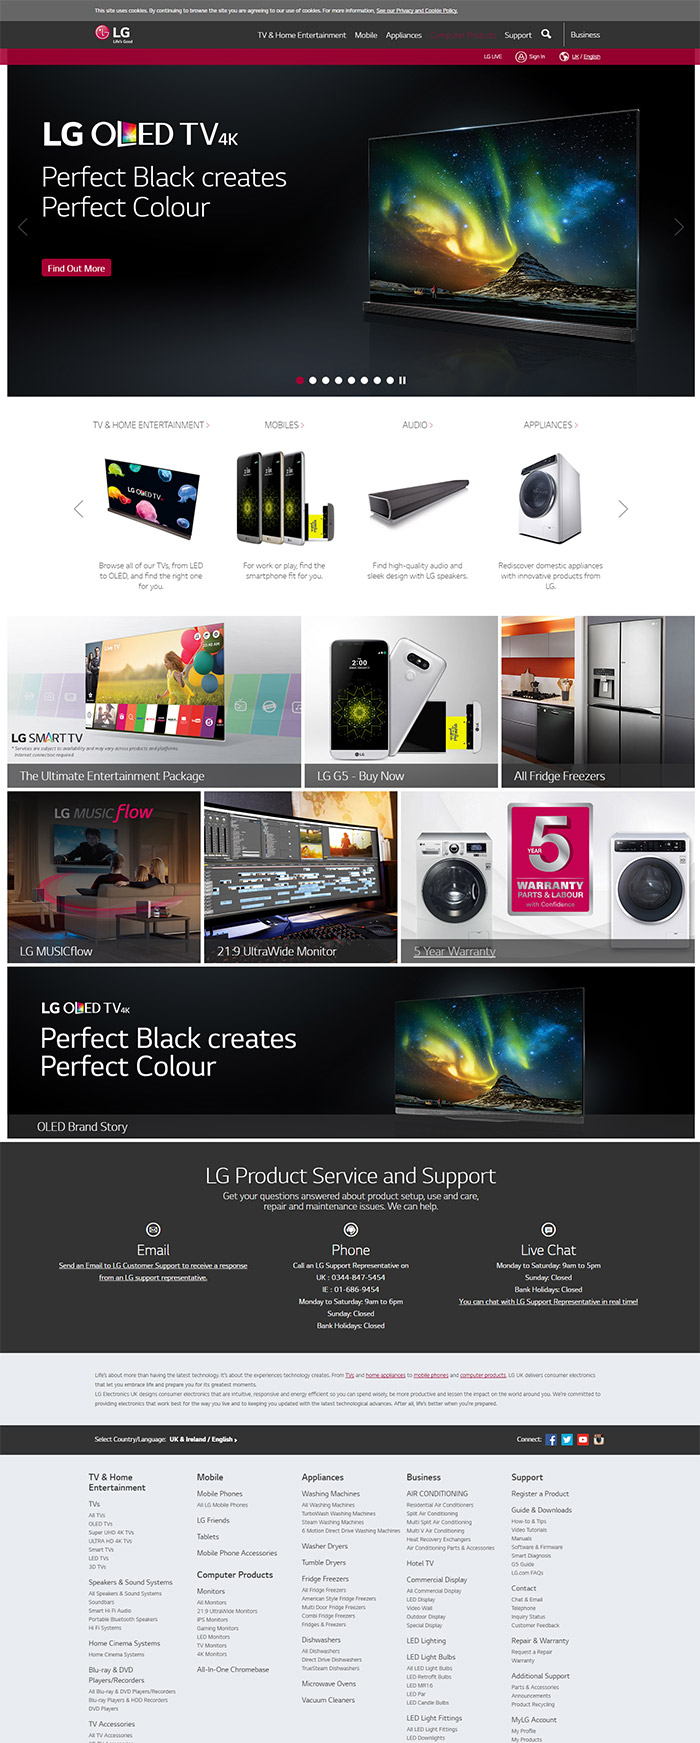 This site uses cookies. By continuing to browse the site you are agreeing to our use of cookies. For more information, See our Privacy and Cookie Policy.
LG
Life's Good
TV & Home Entertainment Mobile Appliances Computer Products Support Business
LG LIVE Sign In UK / English
LG OLED TV 4K
Perfect Black creates
Perfect Colour
Find Out More
TV & HOME ENTERTAINMENT > MOBILES > AUDIO > APPLIANCES >
LG OLED TV
Browse all of our TVs, from LED
to OLED, and find the right one
for you.
For work or play, find the
smartphone fit for you.
Find high-quality audio and
sleek design with LG speakers.
Rediscover domestic appliances
with innovative products from
LG.
Live TV
LG SMART TV
* Services are subject to availability and may vary across products and platforms.
Internet connection required.
The Ultimate Entertainment Package
2:00
LG G5 - Buy Now
All Fridge Freezers
LG MUSIC flow
LG MUSICflow
21:9 UltraWide Monitor
5 YEAR
WARRANTY
PARTS & LABOUR
with Confidence
5 Year Warranty
LG OLED TV 4K
Perfect Black creates
Perfect Colour
OLED Brand Story
LG Product Service and Support
Get your questions answered about product setup, use and care,
repair and maintenance issues. We can help.
Email
Send an Email to LG Customer Support to receive a response
from an LG support representative.
Phone
Call an LG Support Representative on
UK : 0344-847-5454
IE : 01-686-9454
Monday to Saturday: 9am to 6pm
Sunday: Closed
Bank Holidays: Closed
Live Chat
Monday to Saturday: 9am to 5pm
Sunday: Closed
Bank Holidays: Closed
You can chat with LG Support Representative in real time!
Life's about more than having the latest technology. It's about the experiences technology creates. From TVs and home appliances to mobile phones and computer products, LG UK delivers consumer electronics
that let you embrace life and prepare you for its greatest moments.
LG Electronics UK designs consumer electronics that are intuitive, responsive and energy efficient so you can spend wisely, be more productive and lessen the impact on the world around you. We're committed to
providing electronics that work best for the way you live and to keeping you updated with the latest technological advances. After all, life's better when you're prepared.
Select Country/Language: UK & Ireland / English >
Connect:
TV & Home
Entertainment
TVs
All TVs
OLED TVs
Super UHD 4K TVs
ULTRA HD 4K TVs
Smart TVs
LED TVs
3D TVs
Speakers & Sound Systems
All Speakers & Sound Systems
Soundbars
Smart Hi Fi Audio
Portable Bluetooth Speakers
Hi Fi Systems
Home Cinema Systems
Home Cinema Systems
Blu-ray & DVD
Players/Recorders
All Blu-ray & DVD Players/Recorders
Blu-ray Players & HDD Recorders
DVD Players
TV Accessories
All TV Accessories
Mobile
Mobile Phones
All LG Mobile Phones
LG Friends
Tablets
Mobile Phone Accessories
Computer Products
Monitors
All Monitors
21:9 UltraWide Monitors
IPS Monitors
Gaming Monitors
LED Monitors
TV Monitors
4K Monitors
All-In-One Chromebase
Appliances
Washing Machines
All Washing Machines
TurboWash Washing Machines
Steam Washing Machines
6 Motion Direct Drive Washing Machines
Washer Dryers
Tumble Dryers
Fridge Freezers
All Fridge Freezers
American Style Fridge Freezers
Multi Door Fridge Freezers
Combi Fridge Freezers
Fridges & Freezers
Dishwashers
All Dishwashers
Direct Drive Dishwashers
TrueSteam Dishwashers
Microwave Ovens
Vacuum Cleaners
Business
AIR CONDITIONING
Residential Air Conditioners
Split Air Conditioning
Multi Split Air Conditioning
Multi V Air Conditioning
Heat Recovery Exchangers
Air Conditioning Parts & Accessories
Hotel TV
Commercial Display
All Commercial Display
LED Display
Video Wall
Outdoor Display
Special Display
LED Lighting
LED Light Bulbs
All LED Light Bulbs
LED Retrofit Bulbs
LED MR16
LED Par
LED Candle Bulbs
LED Light Fittings
All LED Light Fittings
LED Downlights
Support
Register a Product
Guide & Downloads
How-to & Tips
Video Tutorials
Manuals
Software & Firmware
Smart Diagnosis
G5 Guide
LG.com FAQs
Contact
Chat & Email
Telephone
Inquiry Status
Customer Feedback
Repair & Warranty
Request a Repair
Warranty
Additional Support
Parts & Accessories
Announcements
Product Recycling
MyLG Account
My Profile
My Products